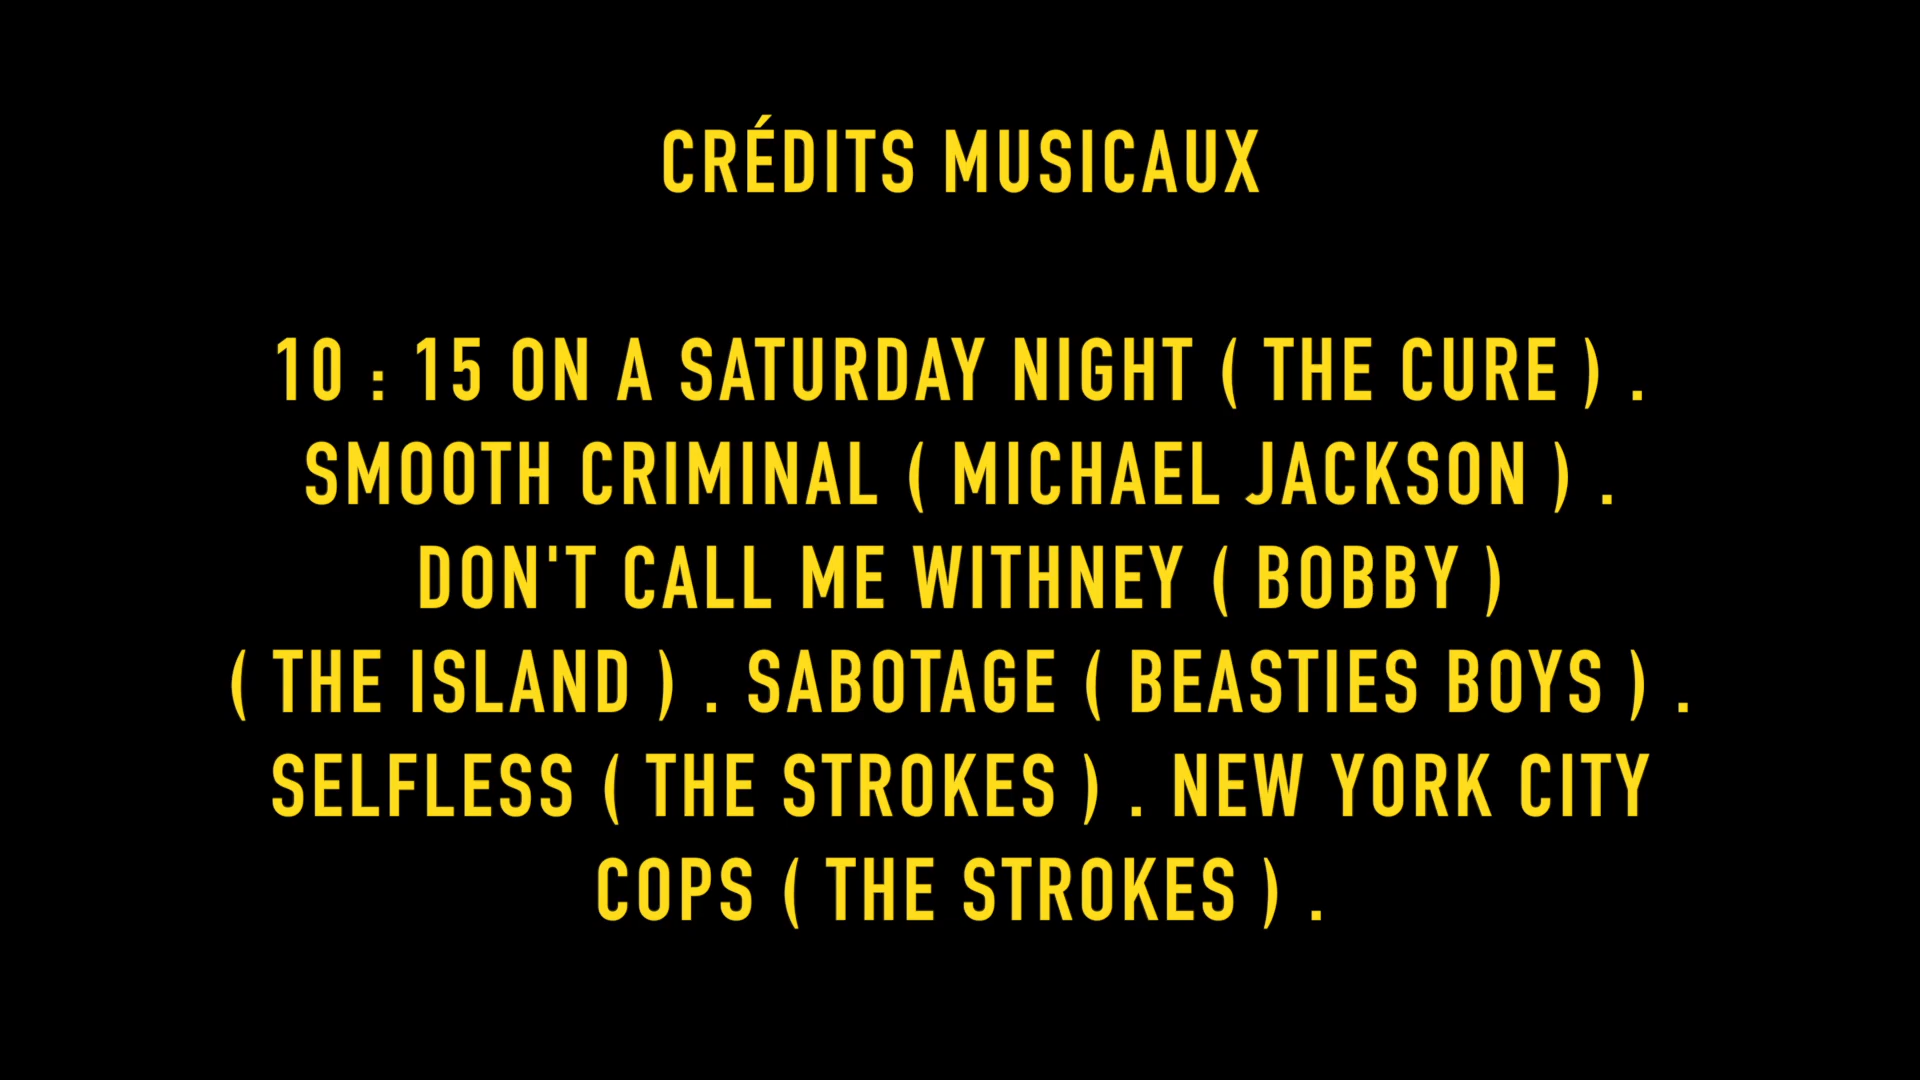 CRÉDITS MUSICAUX
10 : 15 ON A SATURDAY NIGHT ( THE CURE ) .
SMOOTH CRIMINAL ( MICHAEL JACKSON ) .
DON'T CALL ME WITHNEY ( BOBBY )
( THE ISLAND ) . SABOTAGE ( BEASTIES BOYS ) .
SELFLESS ( THE STROKES ) . NEW YORK CITY
COPS ( THE STROKES ) .